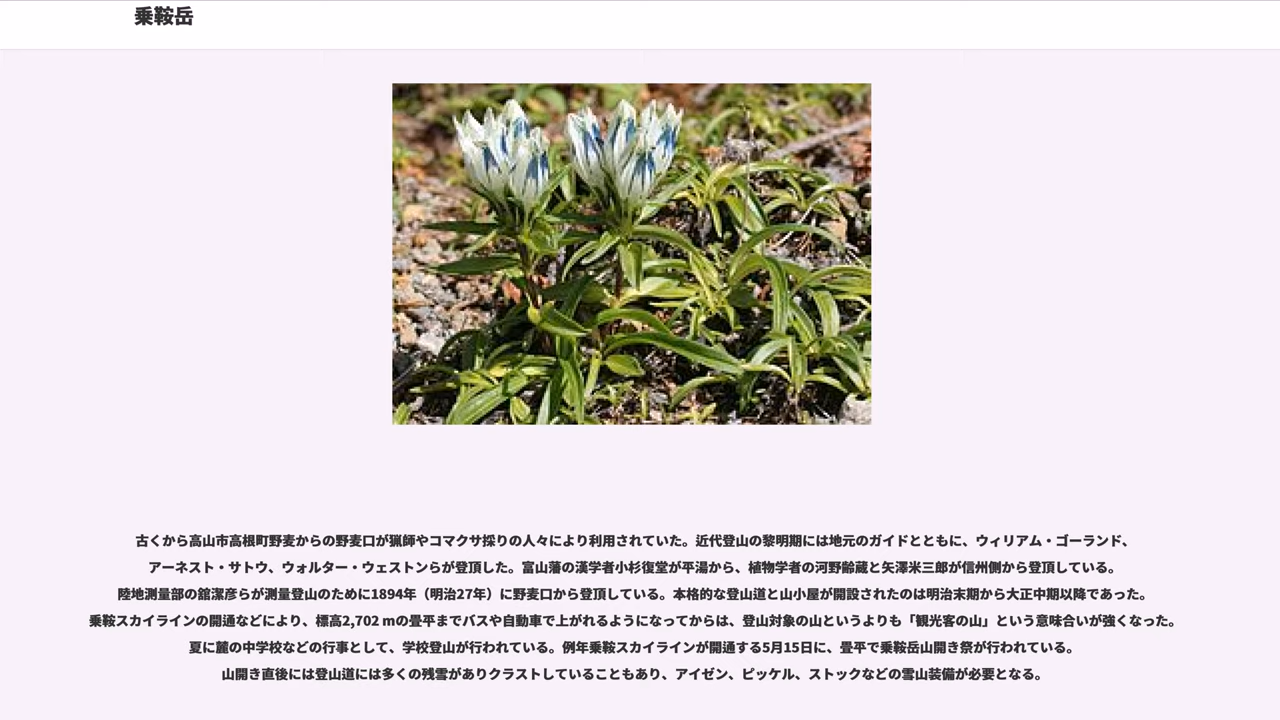 乗鞍岳
古くから高山市高根町野麦からの野麦口が猟師やコマクサ採りの人々により利用されていた。近代登山の黎明期には地元のガイドとともに、ウィリアム・ゴーランド、
アーネスト・サトウ、ウォルター・ウェストンらが登頂した。富山藩の漢学者小杉復堂が平湯から、植物学者の河野齢蔵と矢澤米三郎が信州側から登頂している。
陸地測量部の舘潔彦らが測量登山のために1894年（明治27年）に野麦口から登頂している。本格的な登山道と山小屋が開設されたのは明治末期から大正中期以降であった。
乗鞍スカイラインの開通などにより、標高2,702 mの畳平までバスや自動車で上がれるようになってからは、登山対象の山というよりも「観光客の山」という意味合いが強くなった。
夏に麓の中学校などの行事として、学校登山が行われている。例年乗鞍スカイラインが開通する5月15日に、畳平で乗鞍岳山開き祭が行われている。
山開き直後には登山道には多くの残雪がありクラストしていることもあり、アイゼン、ピッケル、ストックなどの雪山装備が必要となる。